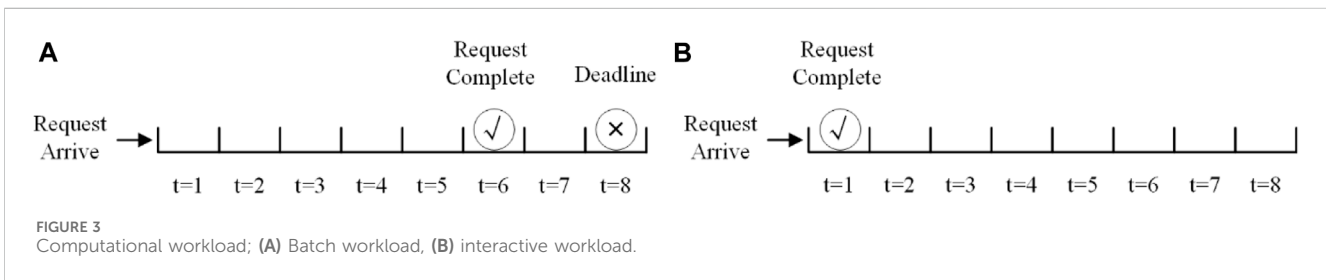 A
Request
Complete
Deadline
Request
Arrive
√
×
t=1 t=2 t=3 t=4 t=5 t=6 t=7 t=8
B
Request
Complete
Request
Arrive
√
t=1 t=2 t=3 t=4 t=5 t=6 t=7 t=8
FIGURE 3
Computational workload; (A) Batch workload, (B) interactive workload.